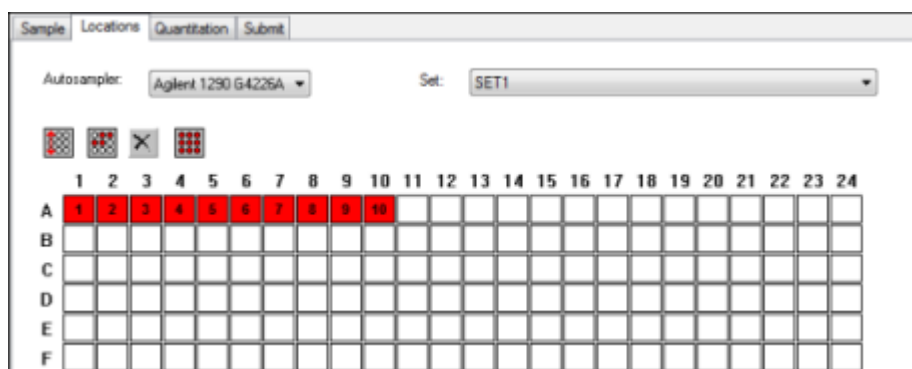 Sample Locations Quantitation Submit
Autosampler: Agilent 1290 G4226A Set: SET1
1 2 3 4 5 6 7 8 9 10 11 12 13 14 15 16 17 18 19 20 21 22 23 24
A 1 2 3 4 5 6 7 8 9 10
B
C
D
E
F